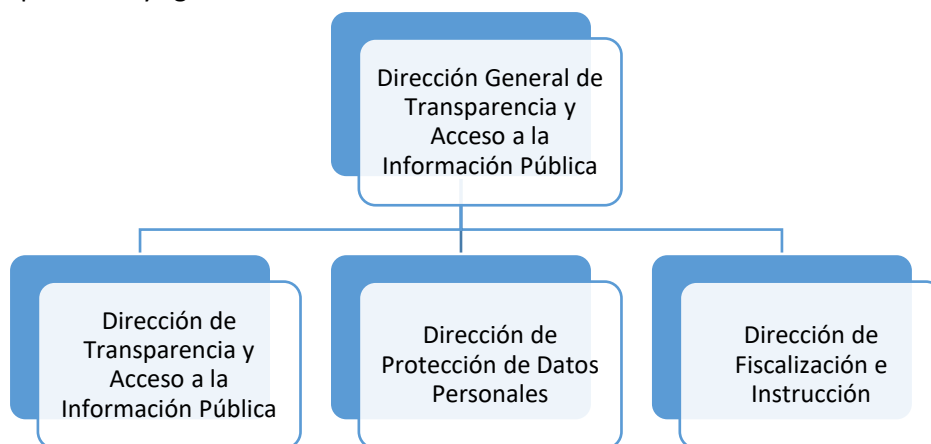 Dirección General de
Transparencia y
Acceso a la
Información Pública
Dirección de
Transparencia y
Acceso a la
Información Pública
Dirección de
Protección de Datos
Personales
Dirección de
Fiscalización e
Instrucción